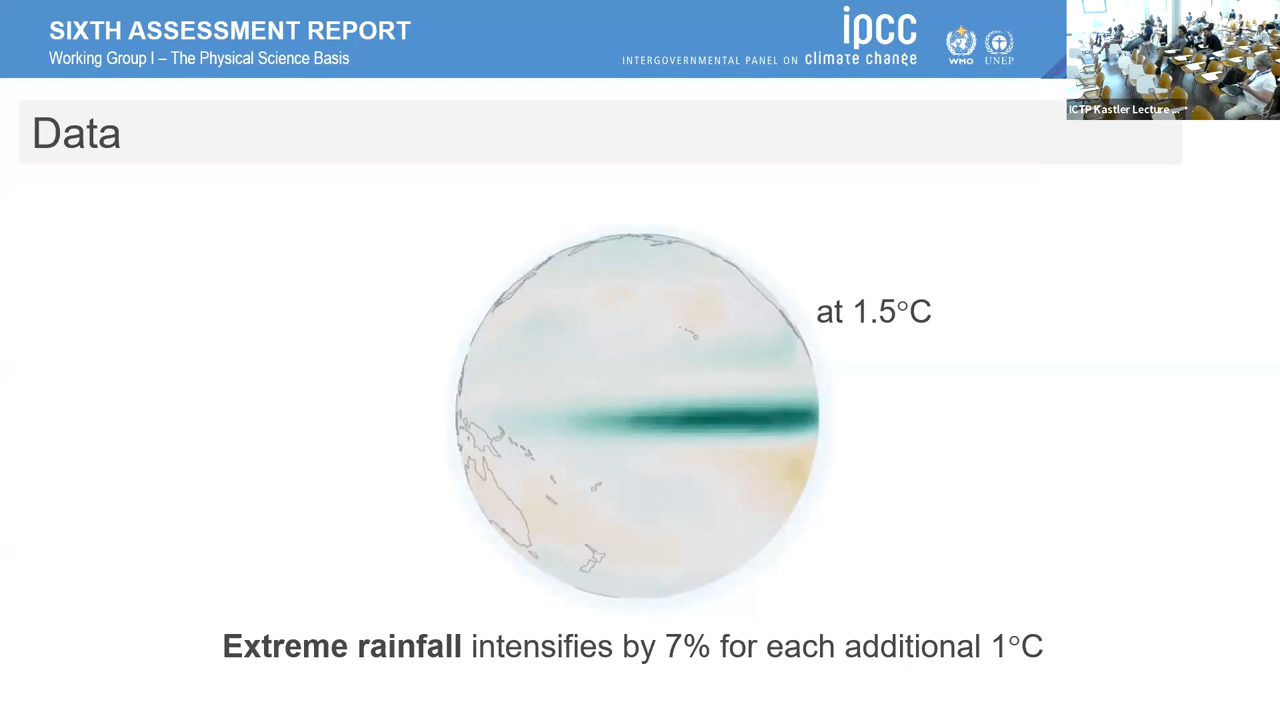 SIXTH ASSESSMENT REPORT
Working Group I – The Physical Science Basis
ipcc
INTERGOVERNMENTAL PANEL ON climate change
WMO
UNEP
ICTP Kastler Lecture ...
Data
at 1.5°C
Extreme rainfall intensifies by 7% for each additional 1°C